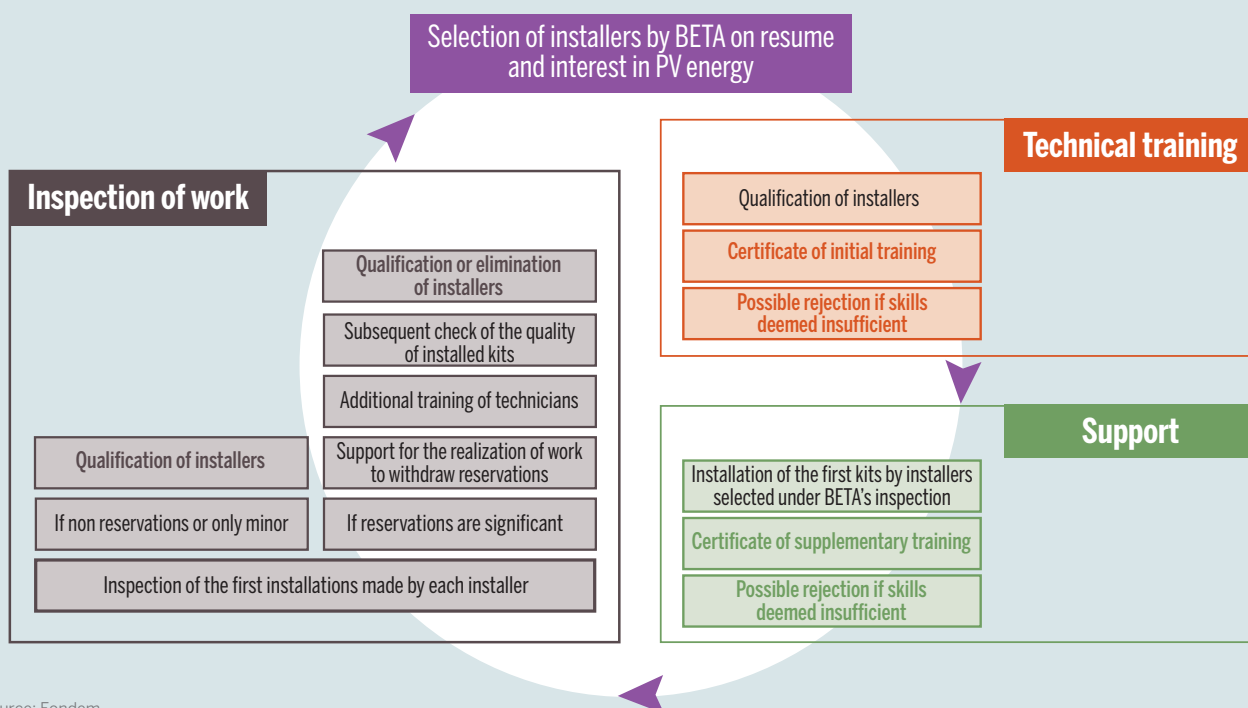 Selection of installers by BETA on resume
and interest in PV energy
Technical training
Qualification of installers
Certificate of initial training
Possible rejection if skills
deemed insufficient
Support
Installation of the first kits by installers
selected under BETA's inspection
Certificate of supplementary training
Possible rejection if skills
deemed insufficient
Inspection of work
Qualification or elimination
of installers
Subsequent check of the quality
of installed kits
Additional training of technicians
Qualification of installers
Support for the realization of work
to withdraw reservations
If non reservations or only minor
If reservations are significant
Inspection of the first installations made by each installer